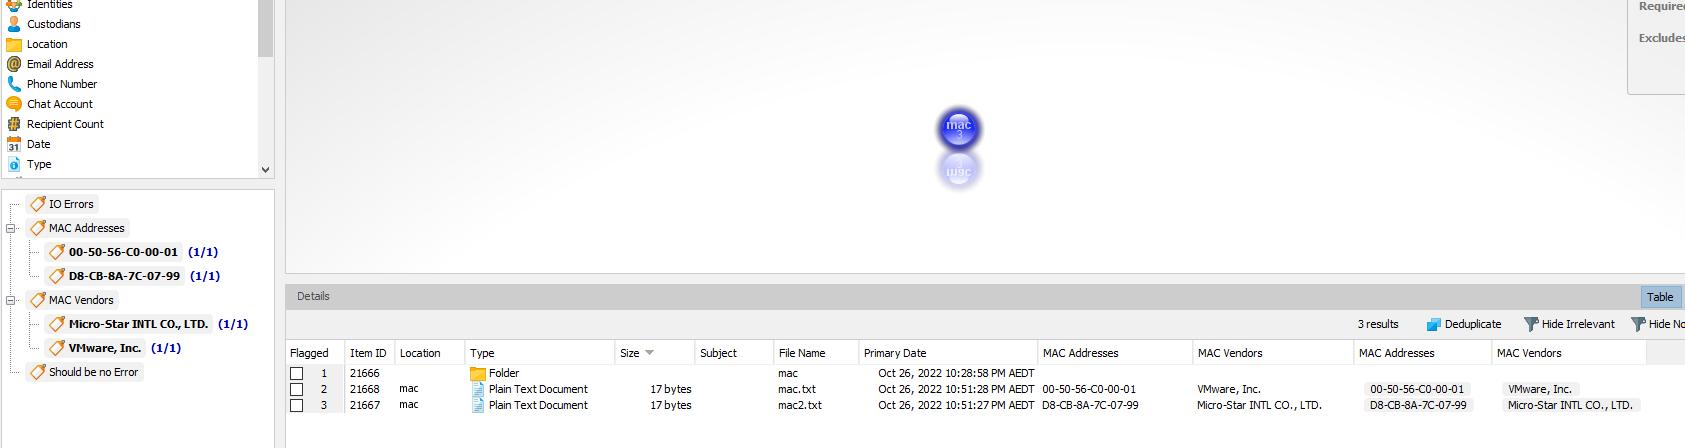 Identities
Custodians
Location
Email Address
Phone Number
Chat Account
Recipient Count
Date
Type
IO Errors
MAC Addresses
00-50-56-C0-00-01 (1/1)
D8-CB-8A-7C-07-99 (1/1)
MAC Vendors
Micro-Star INTL CO., LTD. (1/1)
VMware, Inc. (1/1)
Should be no Error
mac
3
Required
Excludes
Details
Table
3 results Deduplicate Hide Irrelevant Hide No
Flagged Item ID Location Type Size Subject File Name Primary Date MAC Addresses MAC Vendors MAC Addresses MAC Vendors
1 21666 Folder mac Oct 26, 2022 10:28:58 PM AEDT
2 21668 mac Plain Text Document 17 bytes mac.txt Oct 26, 2022 10:51:28 PM AEDT 00-50-56-C0-00-01 VMware, Inc. 00-50-56-C0-00-01 VMware, Inc.
3 21667 mac Plain Text Document 17 bytes mac2.txt Oct 26, 2022 10:51:27 PM AEDT D8-CB-8A-7C-07-99 Micro-Star INTL CO., LTD. D8-CB-8A-7C-07-99 Micro-Star INTL CO., LTD.